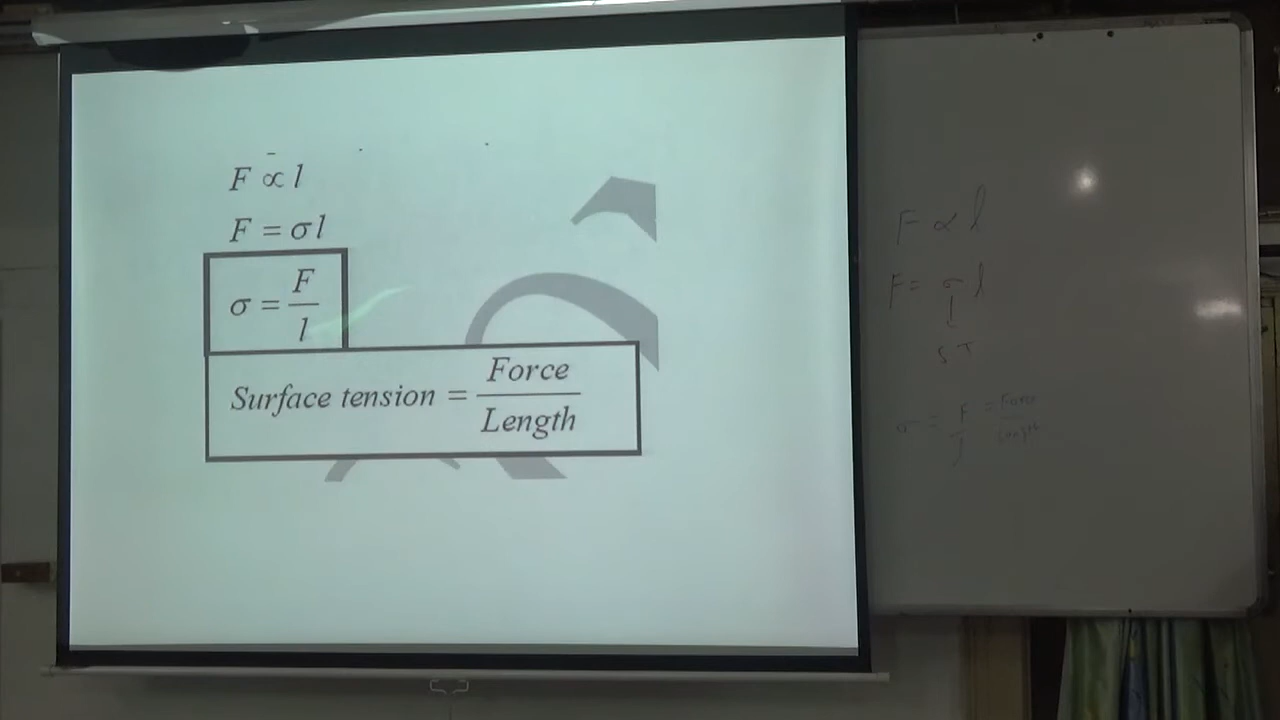 F ∝ l
F = σl
σ = F/l
Surface tension = Force/Length
F ∝ l
F = σ l
S T
σ = F/l = Force/Length